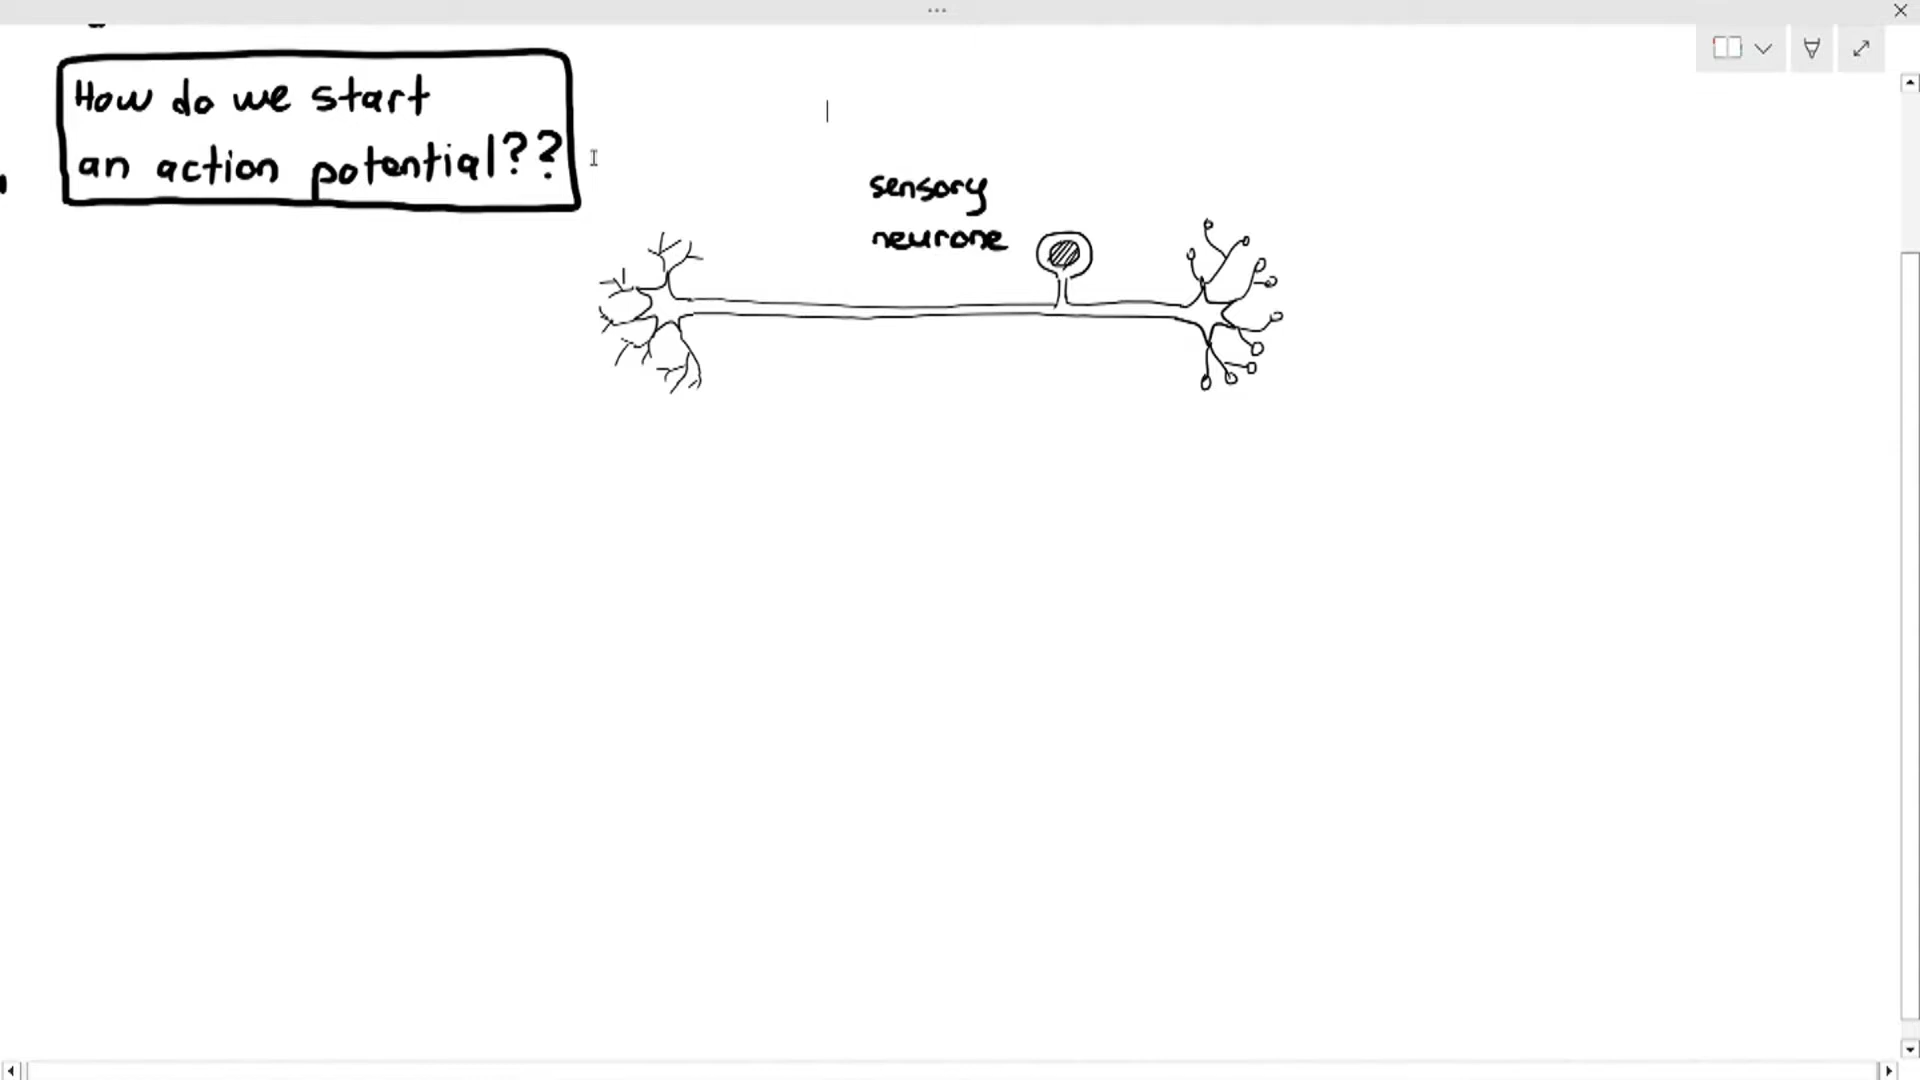 How do we start
an action potential??
sensory
neurone